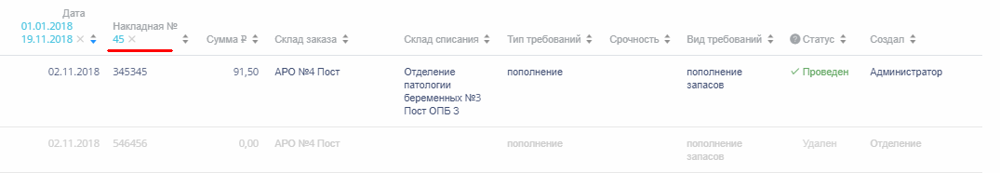 Дата
01.01.2018
19.11.2018 ×
Накладная №
45 ×
Сумма ₽
Склад заказа
Склад списания
Тип требований
Срочность
Вид требований
? Статус
Создал
02.11.2018
345345
91,50
АРО №4 Пост
Отделение
патологии
беременных №3
Пост ОПБ 3
пополнение
пополнение
запасов
✓ Проведен
Администратор
02.11.2018
546456
0,00
АРО №4 Пост
пополнение
пополнение
запасов
Удален
Отделение